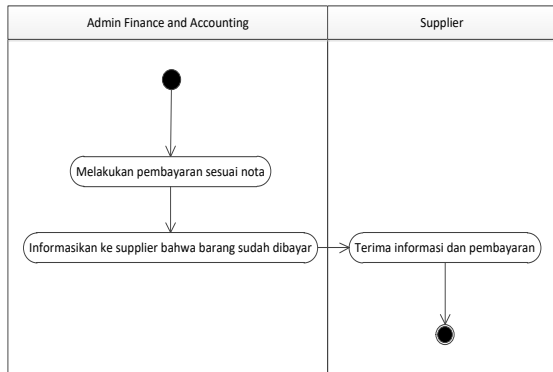 Admin Finance and Accounting
Supplier
Melakukan pembayaran sesuai nota
Informasikan ke supplier bahwa barang sudah dibayar
Terima informasi dan pembayaran